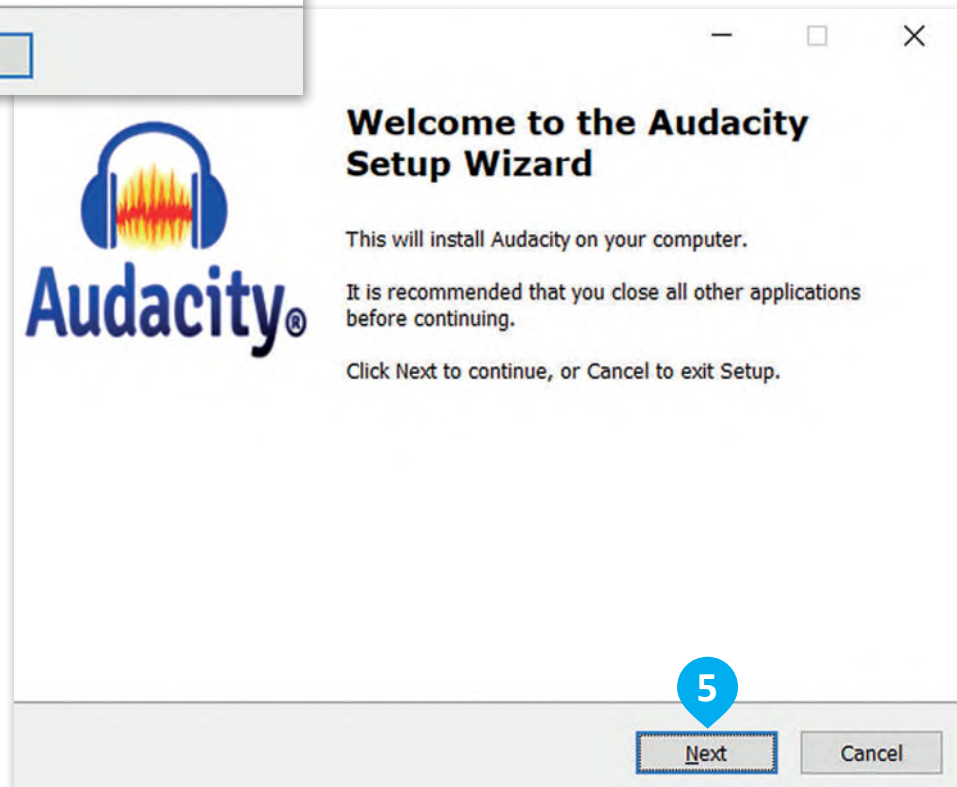 Welcome to the Audacity
Setup Wizard
This will install Audacity on your computer.
Audacity®
It is recommended that you close all other applications
before continuing.
Click Next to continue, or Cancel to exit Setup.
5
Next
Cancel